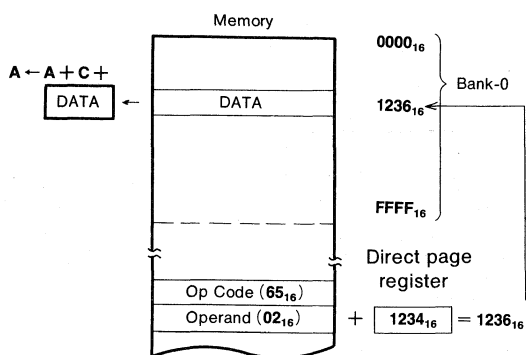 Memory
0000₁₆
A ← A + C +
Bank-0
DATA ← DATA
1236₁₆
FFFF₁₆
Direct page
register
Op Code (65₁₆)
Operand (02₁₆) + 1234₁₆ = 1236₁₆